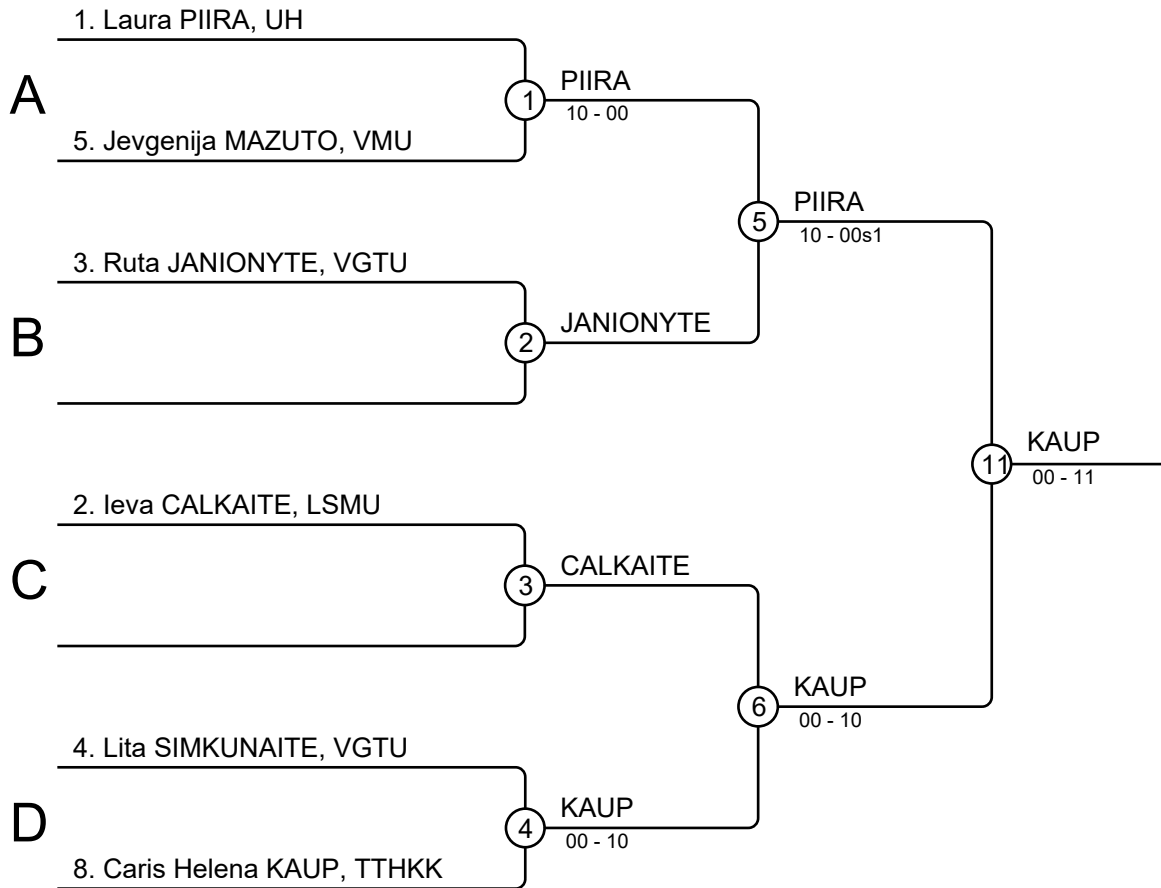 1. Laura PIIRA, UH
A
1
PIIRA
10 - 00
5. Jevgenija MAZUTO, VMU
5
PIIRA
10 - 00s1
3. Ruta JANIONYTE, VGTU
B
2
JANIONYTE
11
KAUP
00 - 11
2. Ieva CALKAITE, LSMU
C
3
CALKAITE
6
KAUP
00 - 10
4. Lita SIMKUNAITE, VGTU
D
4
KAUP
00 - 10
8. Caris Helena KAUP, TTHKK